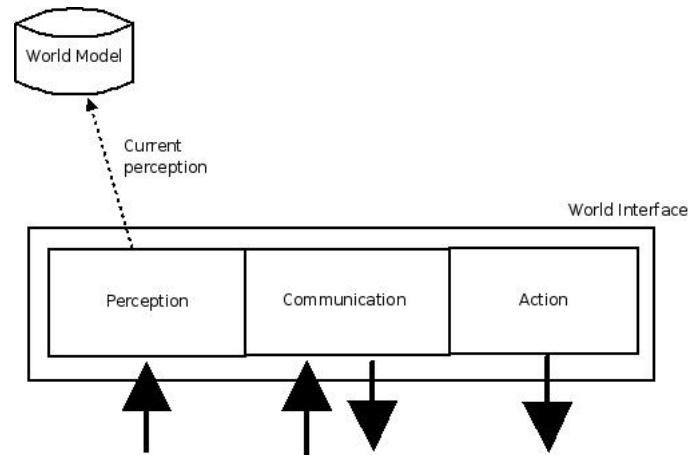 World Model
Current
perception
World Interface
Perception
Communication
Action